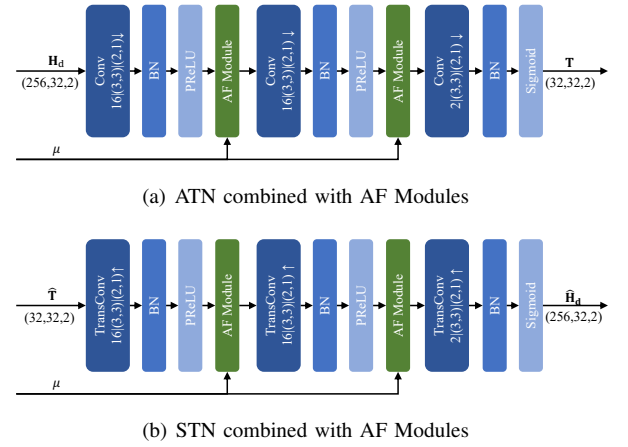 H_d
(256,32,2)
Conv
16|(3,3)|(2,1)↓
BN
PReLU
AF Module
Conv
16|(3,3)|(2,1)↓
BN
PReLU
AF Module
Conv
2|(3,3)|(2,1)↓
BN
Sigmoid
T
(32,32,2)
μ
(a) ATN combined with AF Modules
T̂
(32,32,2)
TransConv
16|(3,3)|(2,1)↑
BN
PReLU
AF Module
TransConv
16|(3,3)|(2,1)↑
BN
PReLU
AF Module
TransConv
2|(3,3)|(2,1)↑
BN
Sigmoid
Ĥ_d
(256,32,2)
μ
(b) STN combined with AF Modules